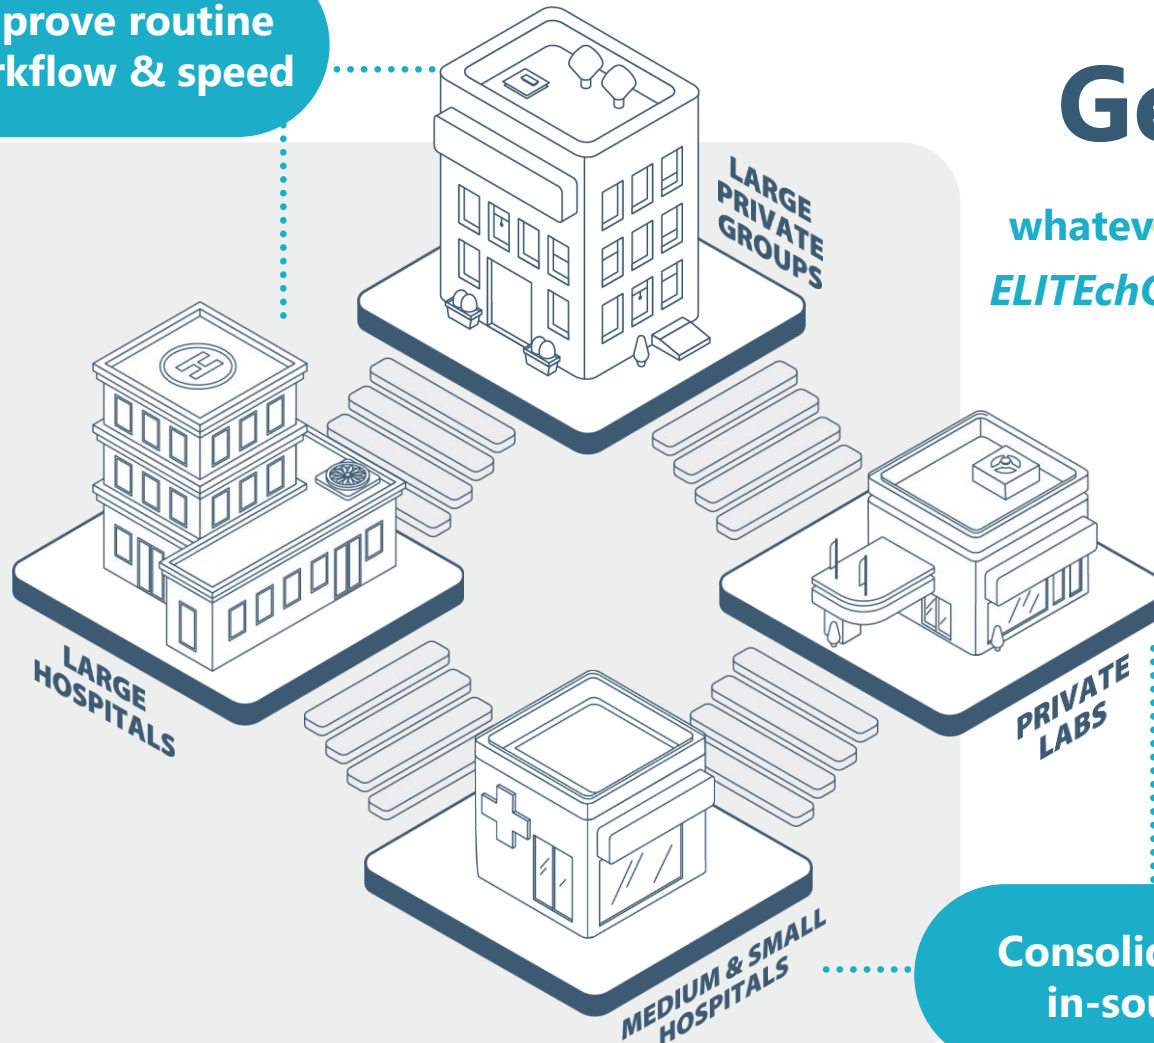 prove routine
rkflow & speed
Ge
whatev
ELITEch
LARGE
PRIVATE
GROUPS
LARGE
HOSPITALS
PRIVATE
LABS
MEDIUM & SMALL
HOSPITALS
Consolid
in-sou